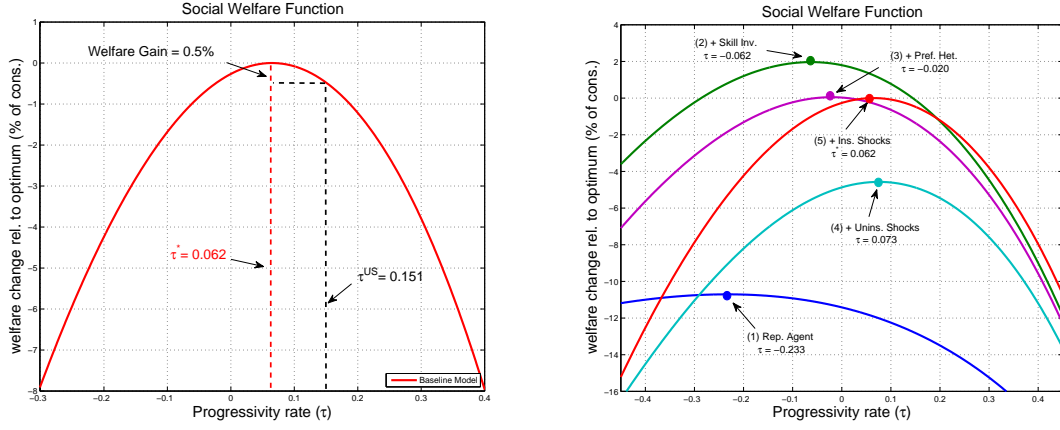 Social Welfare Function
1
0
−1
−2
−3
−4
−5
−6
−7
−8
−0.3
−0.2
−0.1
0
0.1
0.2
0.3
0.4
welfare change rel. to optimum (% of cons.)
Progressivity rate (τ)
Welfare Gain = 0.5%
τ* = 0.062
τUS = 0.151
Baseline Model
Social Welfare Function
4
2
0
−2
−4
−6
−8
−10
−12
−14
−16
−0.4
−0.3
−0.2
−0.1
0
0.1
0.2
0.3
0.4
welfare change rel. to optimum (% of cons.)
Progressivity rate (τ)
(2) + Skill Inv.
τ = −0.062
(3) + Pref. Het.
τ = −0.020
(5) + Ins. Shocks
τ* = 0.062
(4) + Unins. Shocks
τ = 0.073
(1) Rep. Agent
τ = −0.233